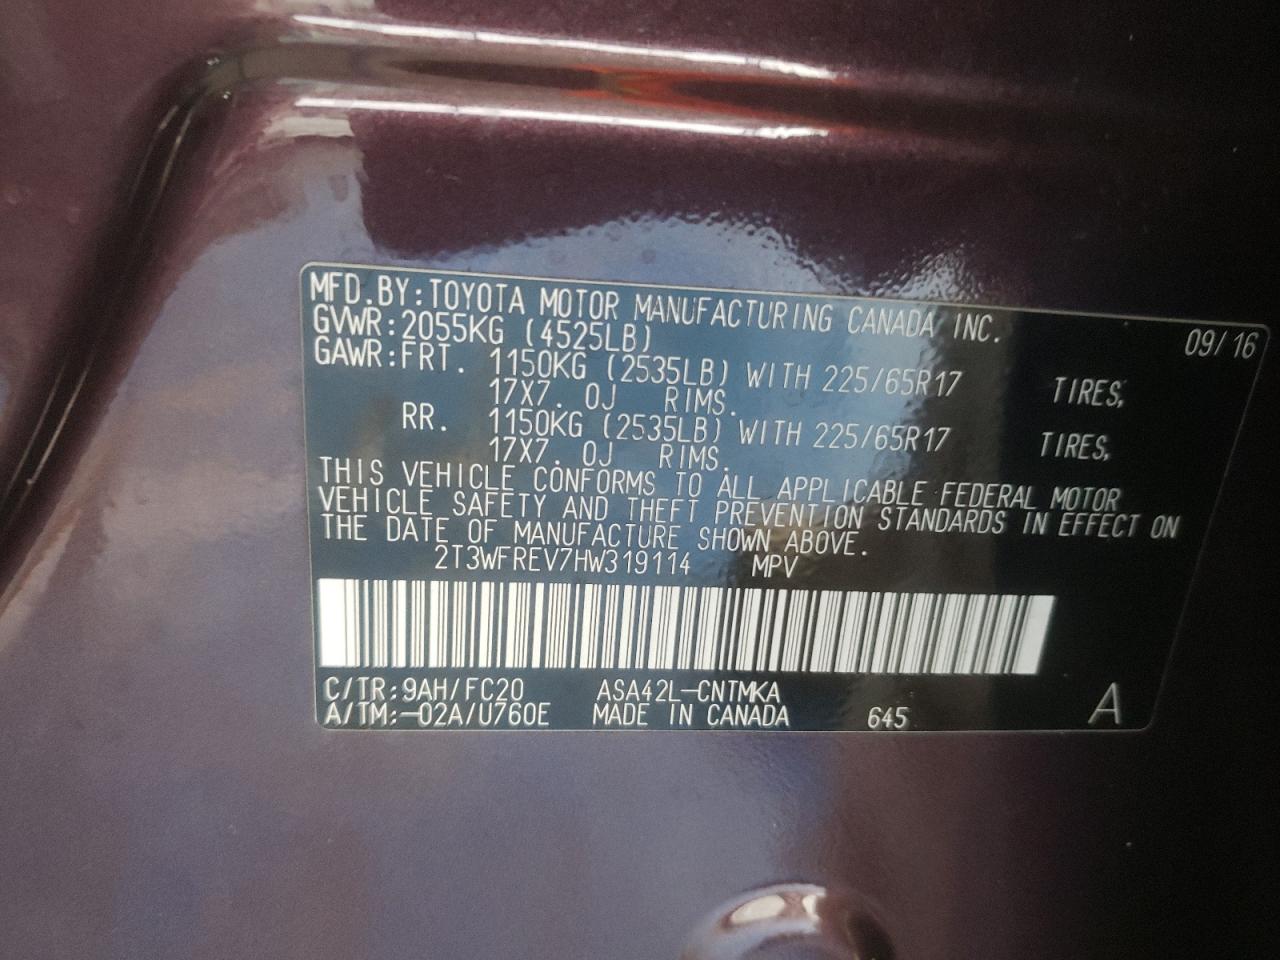 MFD.BY:TOYOTA MOTOR MANUFACTURING CANADA INC. 09/16
GVWR:2055KG (4525LB)
GAWR:FRT. 1150KG (2535LB) WITH 225/65R17 TIRES,
17X7.0J RIMS.
RR. 1150KG (2535LB) WITH 225/65R17 TIRES,
17X7.0J RIMS.
THIS VEHICLE CONFORMS TO ALL APPLICABLE FEDERAL MOTOR
VEHICLE SAFETY AND THEFT PREVENTION STANDARDS IN EFFECT ON
THE DATE OF MANUFACTURE SHOWN ABOVE.
2T3WFREV7HW319114 MPV
C/TR:9AH/FC20 ASA42L-CNTMKA
A/TM:-02A/U760E MADE IN CANADA 645 A